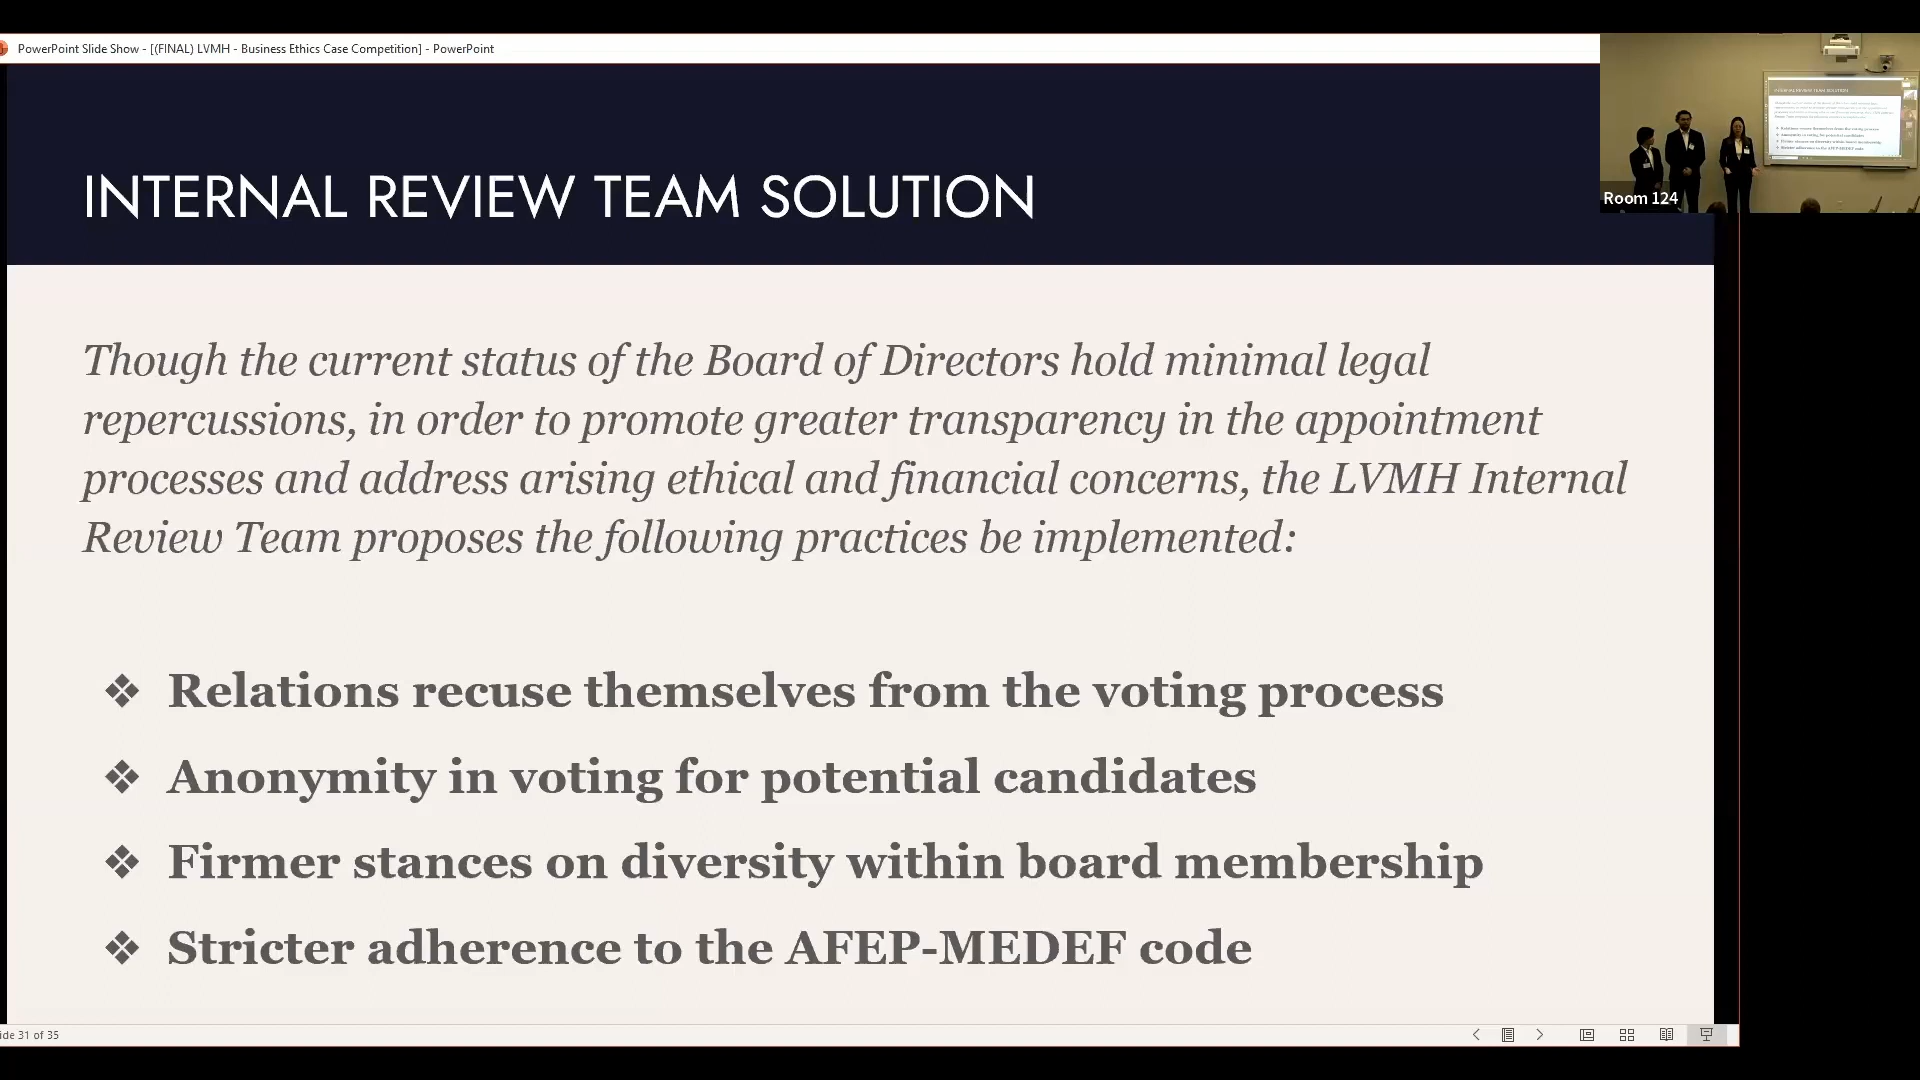 PowerPoint Slide Show - [(FINAL) LVMH - Business Ethics Case Competition] - PowerPoint
INTERNAL REVIEW TEAM SOLUTION
Room 124
Though the current status of the Board of Directors hold minimal legal
repercussions, in order to promote greater transparency in the appointment
processes and address arising ethical and financial concerns, the LVMH Internal
Review Team proposes the following practices be implemented:
❖ Relations recuse themselves from the voting process
❖ Anonymity in voting for potential candidates
❖ Firmer stances on diversity within board membership
❖ Stricter adherence to the AFEP-MEDEF code
ide 31 of 35